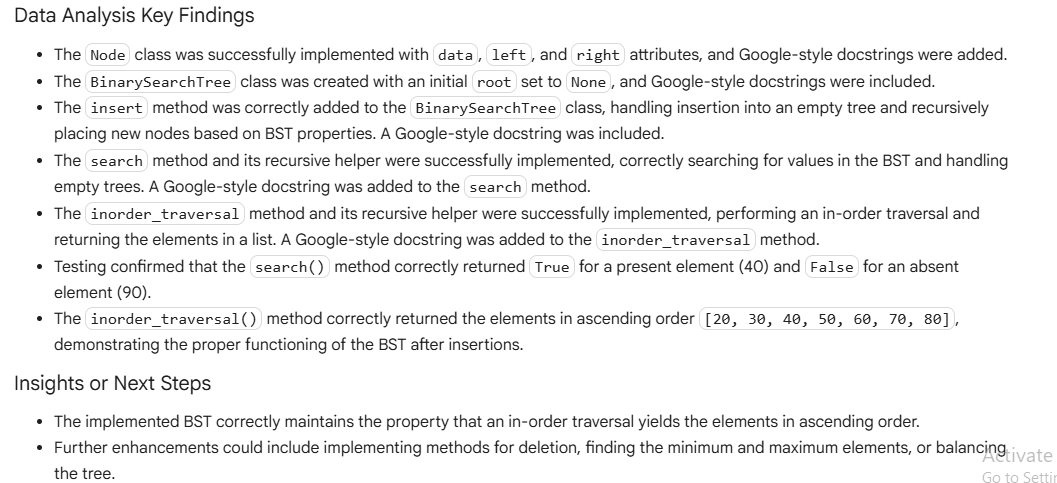 Data Analysis Key Findings
• The Node class was successfully implemented with data, left, and right attributes, and Google-style docstrings were added.
• The BinarySearchTree class was created with an initial root set to None, and Google-style docstrings were included.
• The insert method was correctly added to the BinarySearchTree class, handling insertion into an empty tree and recursively
placing new nodes based on BST properties. A Google-style docstring was included.
• The search method and its recursive helper were successfully implemented, correctly searching for values in the BST and handling
empty trees. A Google-style docstring was added to the search method.
• The inorder_traversal method and its recursive helper were successfully implemented, performing an in-order traversal and
returning the elements in a list. A Google-style docstring was added to the inorder_traversal method.
• Testing confirmed that the search() method correctly returned True for a present element (40) and False for an absent
element (90).
• The inorder_traversal() method correctly returned the elements in ascending order [20, 30, 40, 50, 60, 70, 80],
demonstrating the proper functioning of the BST after insertions.
Insights or Next Steps
• The implemented BST correctly maintains the property that an in-order traversal yields the elements in ascending order.
• Further enhancements could include implementing methods for deletion, finding the minimum and maximum elements, or balancing
the tree.
Activate
Go to Settin